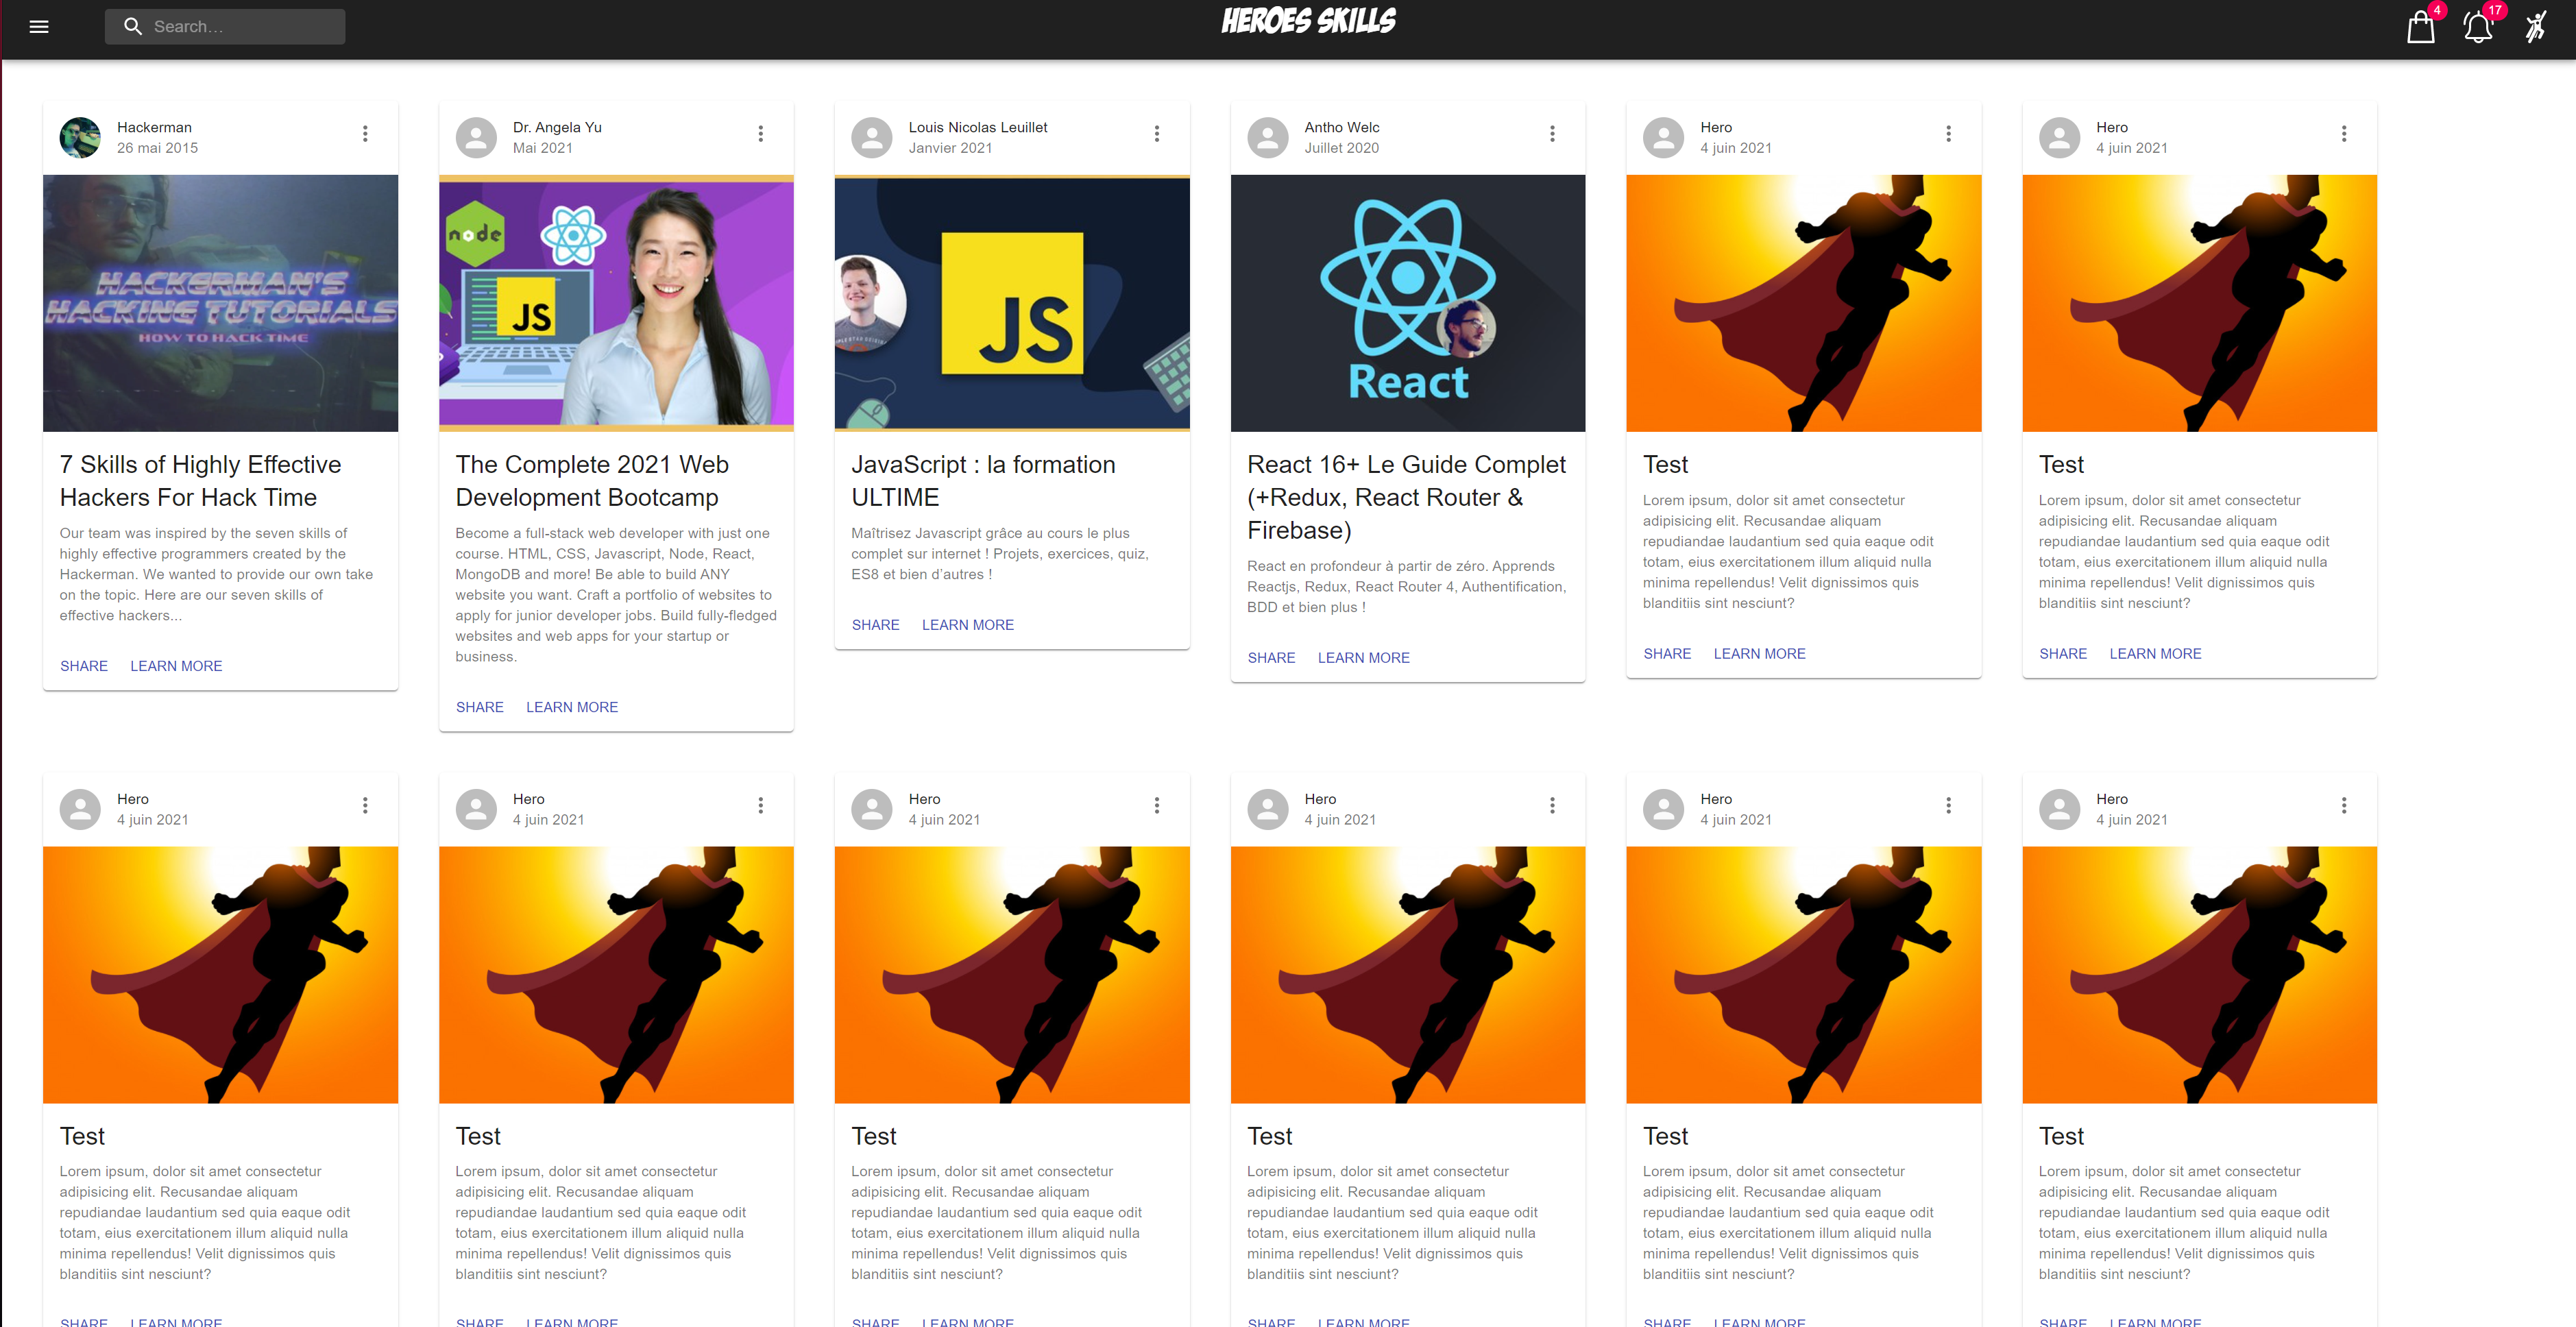 Search…
HEROES SKILLS
4
17
Hackerman
26 mai 2015
HACKERMAN'S
HACKING TUTORIALS
HOW TO HACK TIME
7 Skills of Highly Effective
Hackers For Hack Time
Our team was inspired by the seven skills of
highly effective programmers created by the
Hackerman. We wanted to provide our own take
on the topic. Here are our seven skills of
effective hackers...
SHARE LEARN MORE
Dr. Angela Yu
Mai 2021
node
JS
The Complete 2021 Web
Development Bootcamp
Become a full-stack web developer with just one
course. HTML, CSS, Javascript, Node, React,
MongoDB and more! Be able to build ANY
website you want. Craft a portfolio of websites to
apply for junior developer jobs. Build fully-fledged
websites and web apps for your startup or
business.
SHARE LEARN MORE
Louis Nicolas Leuillet
Janvier 2021
JS
JavaScript : la formation
ULTIME
Maîtrisez Javascript grâce au cours le plus
complet sur internet ! Projets, exercices, quiz,
ES8 et bien d'autres !
SHARE LEARN MORE
Antho Welc
Juillet 2020
React
React 16+ Le Guide Complet
(+Redux, React Router &
Firebase)
React en profondeur à partir de zéro. Apprends
Reactjs, Redux, React Router 4, Authentification,
BDD et bien plus !
SHARE LEARN MORE
Hero
4 juin 2021
Test
Lorem ipsum, dolor sit amet consectetur
adipisicing elit. Recusandae aliquam
repudiandae laudantium sed quia eaque odit
totam, eius exercitationem illum aliquid nulla
minima repellendus! Velit dignissimos quis
blanditiis sint nesciunt?
SHARE LEARN MORE
Hero
4 juin 2021
Test
Lorem ipsum, dolor sit amet consectetur
adipisicing elit. Recusandae aliquam
repudiandae laudantium sed quia eaque odit
totam, eius exercitationem illum aliquid nulla
minima repellendus! Velit dignissimos quis
blanditiis sint nesciunt?
SHARE LEARN MORE
Hero
4 juin 2021
Test
Lorem ipsum, dolor sit amet consectetur
adipisicing elit. Recusandae aliquam
repudiandae laudantium sed quia eaque odit
totam, eius exercitationem illum aliquid nulla
minima repellendus! Velit dignissimos quis
blanditiis sint nesciunt?
SHARE LEARN MORE
Hero
4 juin 2021
Test
Lorem ipsum, dolor sit amet consectetur
adipisicing elit. Recusandae aliquam
repudiandae laudantium sed quia eaque odit
totam, eius exercitationem illum aliquid nulla
minima repellendus! Velit dignissimos quis
blanditiis sint nesciunt?
SHARE LEARN MORE
Hero
4 juin 2021
Test
Lorem ipsum, dolor sit amet consectetur
adipisicing elit. Recusandae aliquam
repudiandae laudantium sed quia eaque odit
totam, eius exercitationem illum aliquid nulla
minima repellendus! Velit dignissimos quis
blanditiis sint nesciunt?
SHARE LEARN MORE
Hero
4 juin 2021
Test
Lorem ipsum, dolor sit amet consectetur
adipisicing elit. Recusandae aliquam
repudiandae laudantium sed quia eaque odit
totam, eius exercitationem illum aliquid nulla
minima repellendus! Velit dignissimos quis
blanditiis sint nesciunt?
SHARE LEARN MORE
Hero
4 juin 2021
Test
Lorem ipsum, dolor sit amet consectetur
adipisicing elit. Recusandae aliquam
repudiandae laudantium sed quia eaque odit
totam, eius exercitationem illum aliquid nulla
minima repellendus! Velit dignissimos quis
blanditiis sint nesciunt?
SHARE LEARN MORE
Hero
4 juin 2021
Test
Lorem ipsum, dolor sit amet consectetur
adipisicing elit. Recusandae aliquam
repudiandae laudantium sed quia eaque odit
totam, eius exercitationem illum aliquid nulla
minima repellendus! Velit dignissimos quis
blanditiis sint nesciunt?
SHARE LEARN MORE